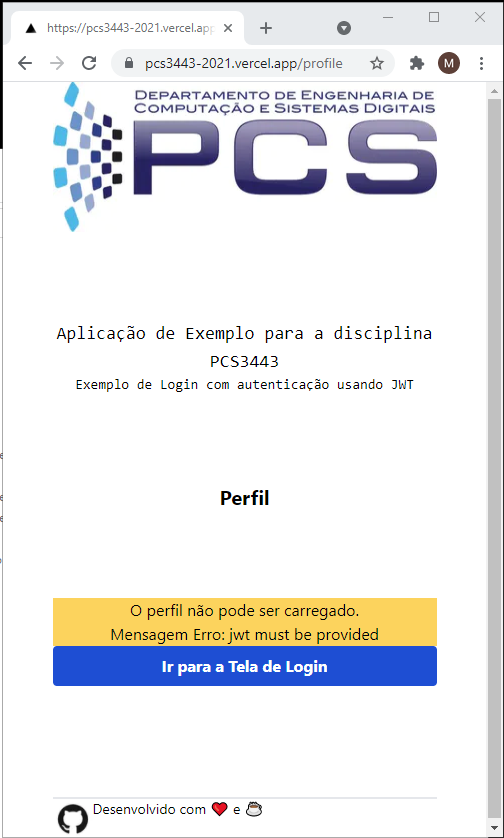 https://pcs3443-2021.vercel.app
pcs3443-2021.vercel.app/profile
M
DEPARTAMENTO DE ENGENHARIA DE
COMPUTAÇÃO E SISTEMAS DIGITAIS
PCS
Aplicação de Exemplo para a disciplina
PCS3443
Exemplo de Login com autenticação usando JWT
Perfil
O perfil não pode ser carregado.
Mensagem Erro: jwt must be provided
Ir para a Tela de Login
Desenvolvido com ❤️ e ☕